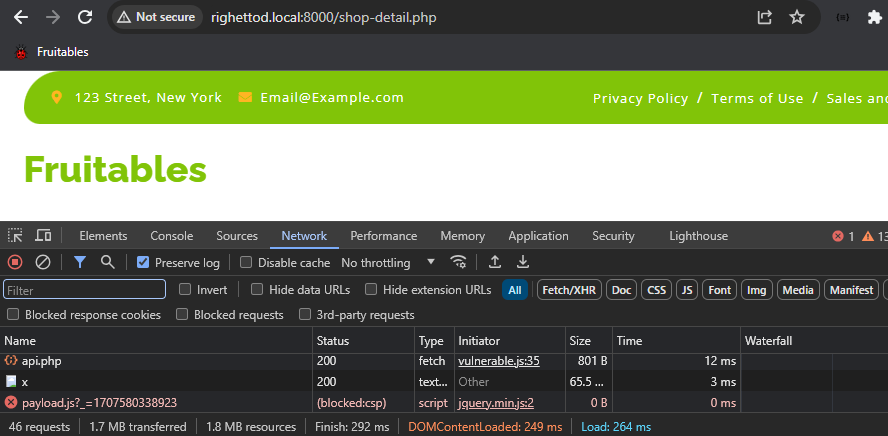 Not secure righettod.local:8000/shop-detail.php
Fruitables
123 Street, New York Email@Example.com Privacy Policy / Terms of Use / Sales and
Fruitables
Elements Console Sources Network Performance Memory Application Security Lighthouse 1 13
Preserve log Disable cache No throttling
Filter Invert Hide data URLs Hide extension URLs All Fetch/XHR Doc CSS JS Font Img Media Manifest
Blocked response cookies Blocked requests 3rd-party requests
Name Status Type Initiator Size Time Waterfall
api.php 200 fetch vulnerable.js:35 801 B 12 ms
x 200 text... Other 65.5 ... 3 ms
payload.js?_=1707580338923 (blocked:csp) script jquery.min.js:2 0 B 0 ms
46 requests 1.7 MB transferred 1.8 MB resources Finish: 292 ms DOMContentLoaded: 249 ms Load: 264 ms